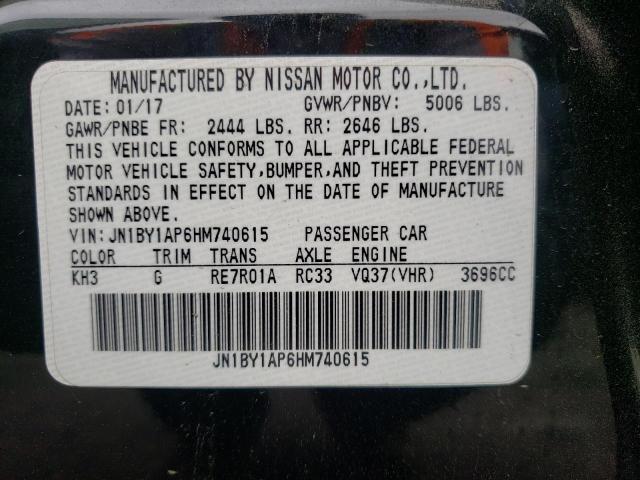 MANUFACTURED BY NISSAN MOTOR CO.,LTD.
DATE: 01/17 GVWR/PNBV: 5006 LBS.
GAWR/PNBE FR: 2444 LBS. RR: 2646 LBS.
THIS VEHICLE CONFORMS TO ALL APPLICABLE FEDERAL
MOTOR VEHICLE SAFETY,BUMPER,AND THEFT PREVENTION
STANDARDS IN EFFECT ON THE DATE OF MANUFACTURE
SHOWN ABOVE.
VIN:JN1BY1AP6HM740615 PASSENGER CAR
COLOR TRIM TRANS AXLE ENGINE
KH3 G RE7R01A RC33 VQ37(VHR) 3696CC
JN1BY1AP6HM740615